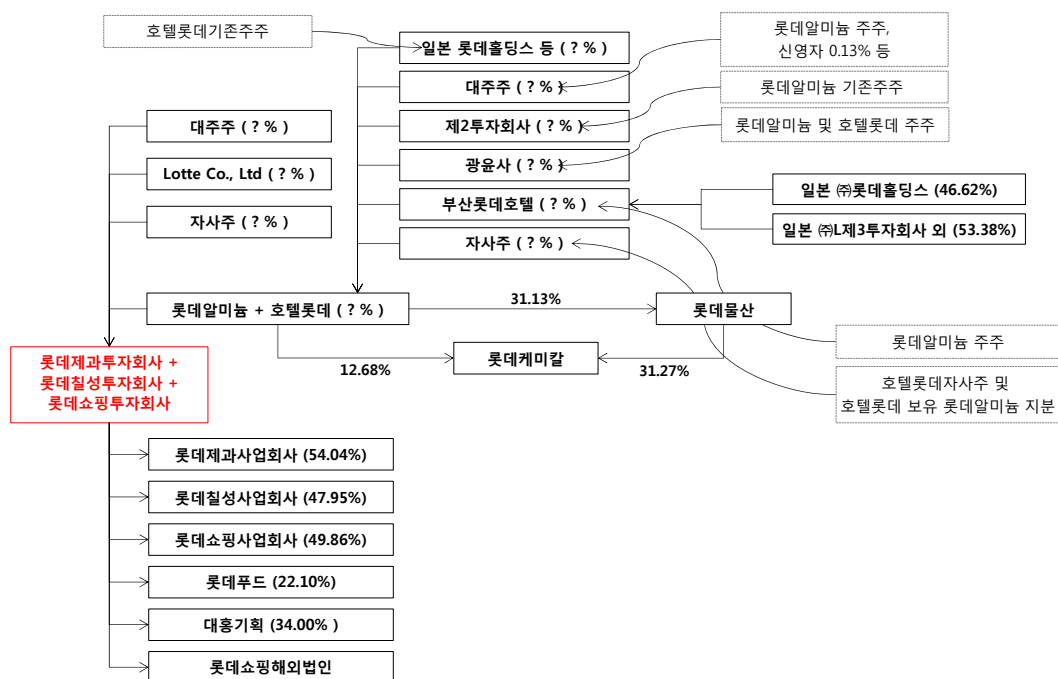 호텔롯데기존주주
일본 롯데홀딩스 등 ( ? % )
롯데알미늄 주주,
신영자 0.13% 등
대주주 ( ? % )
롯데알미늄 기존주주
제2투자회사 ( ? % )
대주주 ( ? % )
롯데알미늄 및 호텔롯데 주주
광윤사 ( ? % )
Lotte Co., Ltd ( ? % )
일본 ㈜롯데홀딩스 (46.62%)
부산롯데호텔 ( ? % )
자사주 ( ? % )
일본 ㈜L제3투자회사 외 (53.38%)
자사주 ( ? % )
롯데알미늄 + 호텔롯데 ( ? % )
31.13%
롯데물산
롯데알미늄 주주
롯데케미칼
12.68%
31.27%
롯데제과투자회사 +
롯데칠성투자회사 +
롯데쇼핑투자회사
호텔롯데자사주 및
호텔롯데 보유 롯데알미늄 지분
롯데제과사업회사 (54.04%)
롯데칠성사업회사 (47.95%)
롯데쇼핑사업회사 (49.86%)
롯데푸드 (22.10%)
대홍기획 (34.00% )
롯데쇼핑해외법인